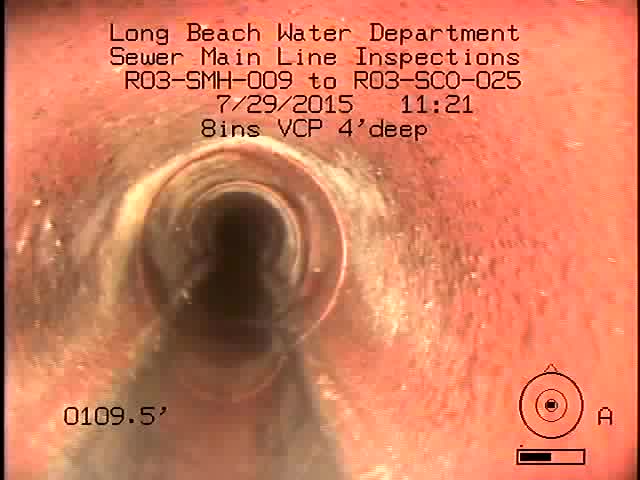 Long Beach Water Department
Sewer Main Line Inspections
R03-SMH-009 to R03-SCO-025
7/29/2015 11:21
8ins VCP 4'deep
0109.5'
A